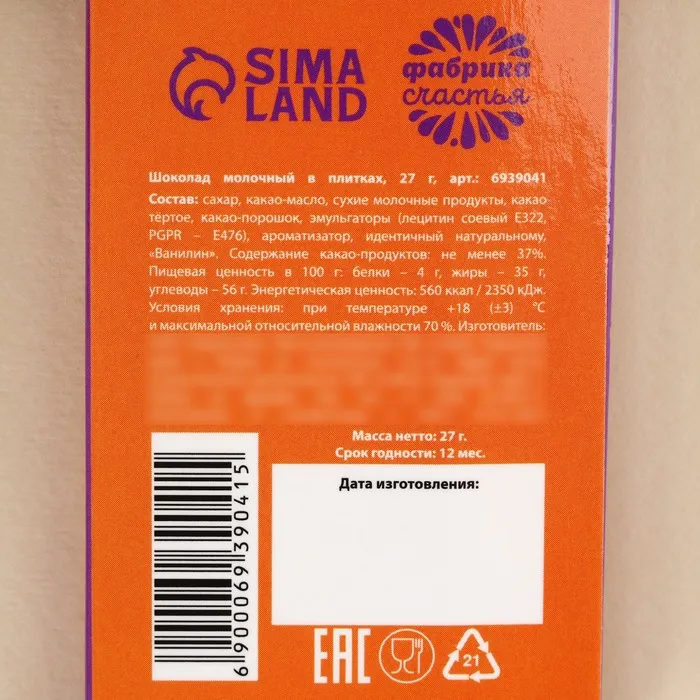 SIMA
LAND
фабрика
счастья
Шоколад молочный в плитках, 27 г, арт.: 6939041
Состав: сахар, какао-масло, сухие молочные продукты, какао
тёртое, какао-порошок, эмульгаторы (лецитин соевый Е322,
PGPR – Е476), ароматизатор, идентичный натуральному,
«Ванилин». Содержание какао-продуктов: не менее 37%.
Пищевая ценность в 100 г: белки – 4 г, жиры – 35 г,
углеводы – 56 г. Энергетическая ценность: 560 ккал / 2350 кДж.
Условия хранения: при температуре +18 (±3) °С
и максимальной относительной влажности 70 %. Изготовитель:
Масса нетто: 27 г.
Срок годности: 12 мес.
Дата изготовления:
6900069390415
EAC
21